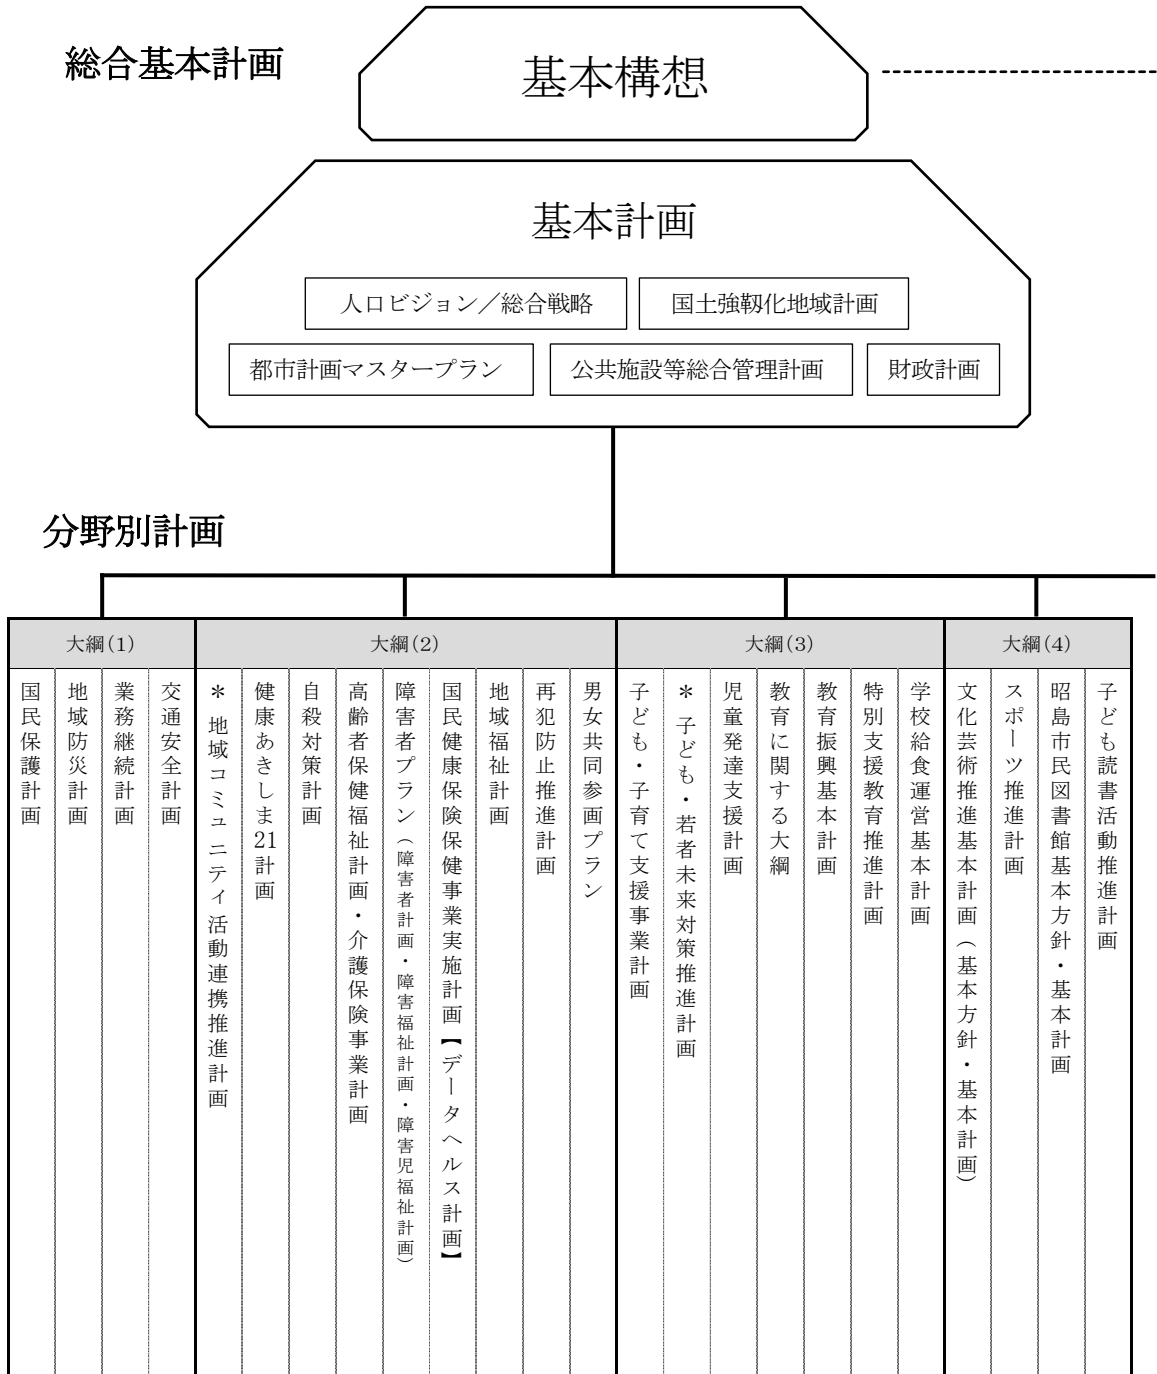 総合基本計画
基本構想
基本計画
人口ビジョン／総合戦略
国土強靱化地域計画
都市計画マスタープラン
公共施設等総合管理計画
財政計画
分野別計画
大綱(1)
国民保護計画
地域防災計画
業務継続計画
交通安全計画
大綱(2)
＊ 地域コミュニティ活動連携推進計画
健康あきしま21計画
自殺対策計画
高齢者保健福祉計画・介護保険事業計画
障害者プラン（障害者計画・障害福祉計画・障害児福祉計画）
国民健康保険保健事業実施計画【データヘルス計画】
地域福祉計画
再犯防止推進計画
男女共同参画プラン
大綱(3)
子ども・子育て支援事業計画
＊ 子ども・若者未来対策推進計画
児童発達支援計画
教育に関する大綱
教育振興基本計画
特別支援教育推進計画
学校給食運営基本計画
大綱(4)
文化芸術推進基本計画（基本方針・基本計画）
スポーツ推進計画
昭島市民図書館基本方針・基本計画
子ども読書活動推進計画